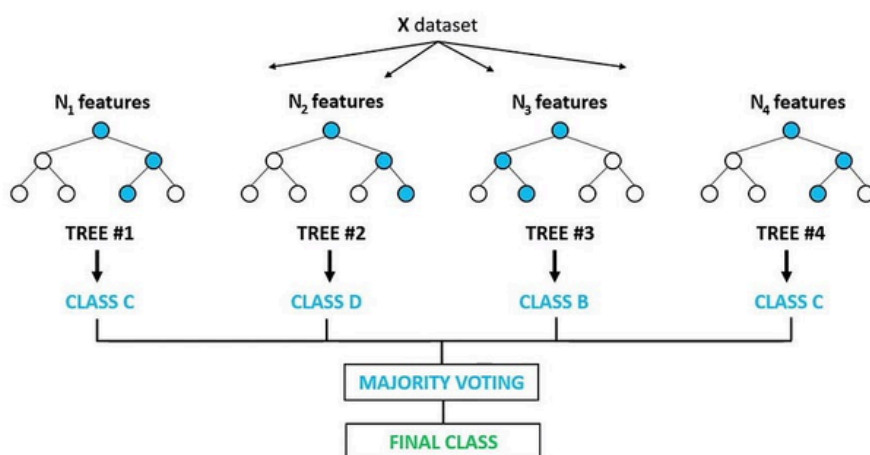 X dataset
N₁ features N₂ features N₃ features N₄ features
TREE #1 TREE #2 TREE #3 TREE #4
CLASS C CLASS D CLASS B CLASS C
MAJORITY VOTING
FINAL CLASS